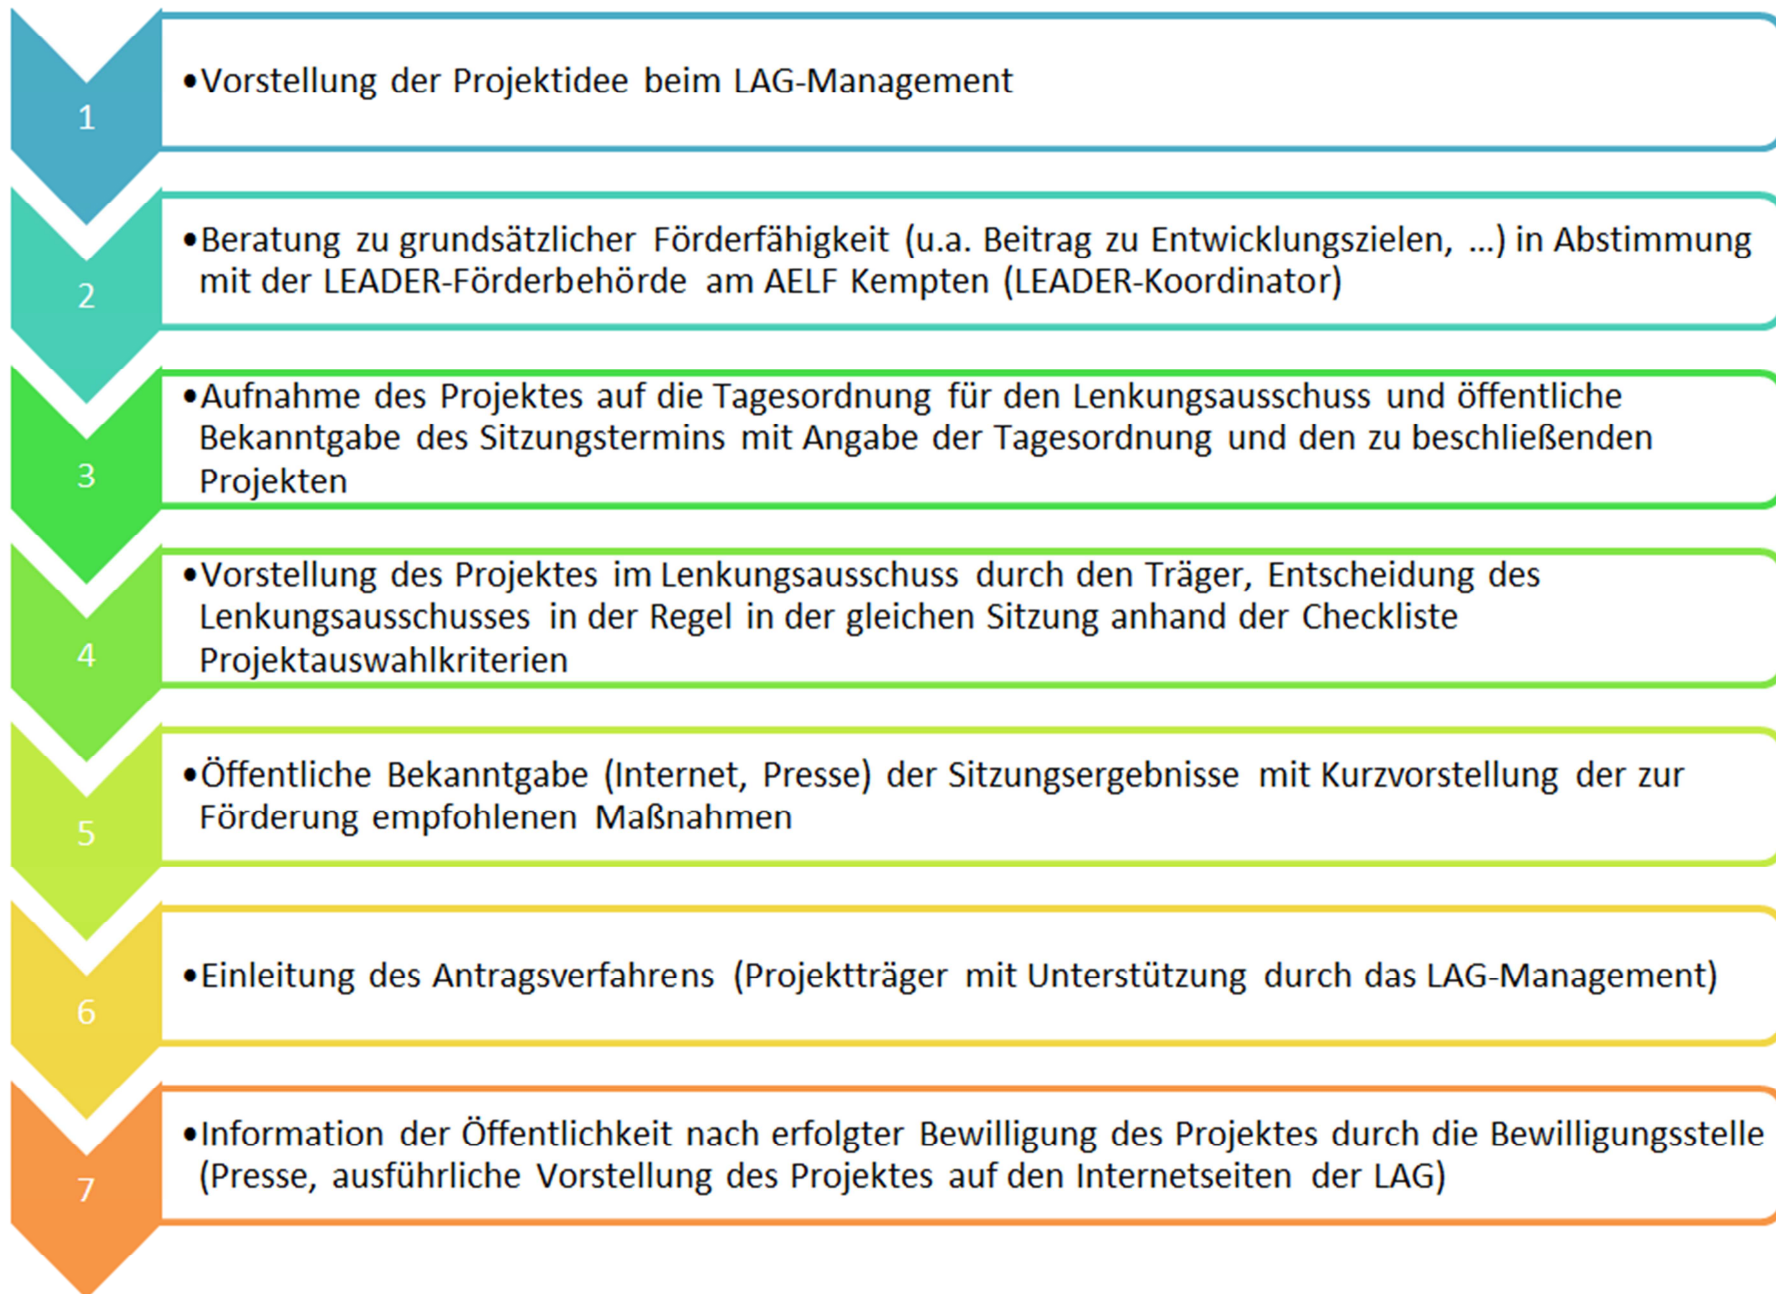 1
•Vorstellung der Projektidee beim LAG-Management
2
•Beratung zu grundsätzlicher Förderfähigkeit (u.a. Beitrag zu Entwicklungszielen, ...) in Abstimmung
mit der LEADER-Förderbehörde am AELF Kempten (LEADER-Koordinator)
3
•Aufnahme des Projektes auf die Tagesordnung für den Lenkungsausschuss und öffentliche
Bekanntgabe des Sitzungstermins mit Angabe der Tagesordnung und den zu beschließenden
Projekten
4
•Vorstellung des Projektes im Lenkungsausschuss durch den Träger, Entscheidung des
Lenkungsausschusses in der Regel in der gleichen Sitzung anhand der Checkliste
Projektauswahlkriterien
5
•Öffentliche Bekanntgabe (Internet, Presse) der Sitzungsergebnisse mit Kurzvorstellung der zur
Förderung empfohlenen Maßnahmen
6
•Einleitung des Antragsverfahrens (Projektträger mit Unterstützung durch das LAG-Management)
7
•Information der Öffentlichkeit nach erfolgter Bewilligung des Projektes durch die Bewilligungsstelle
(Presse, ausführliche Vorstellung des Projektes auf den Internetseiten der LAG)